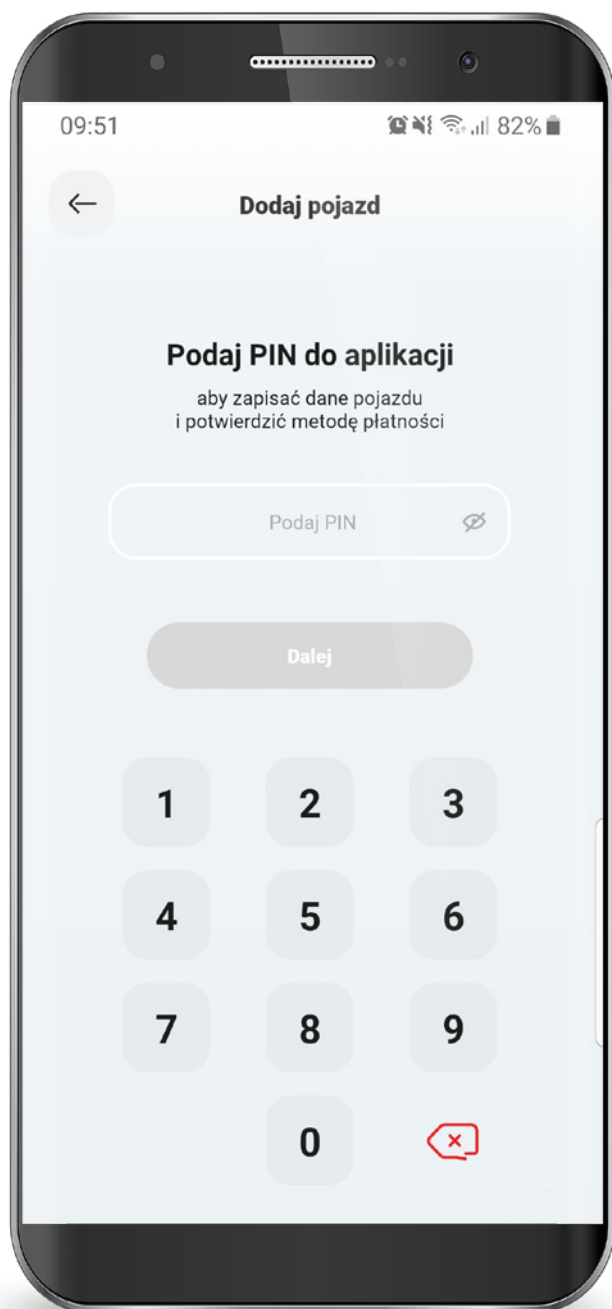 09:51
82%
Dodaj pojazd
Podaj PIN do aplikacji
aby zapisać dane pojazdu
i potwierdzić metodę płatności
Podaj PIN
Dalej
1 2 3
4 5 6
7 8 9
0